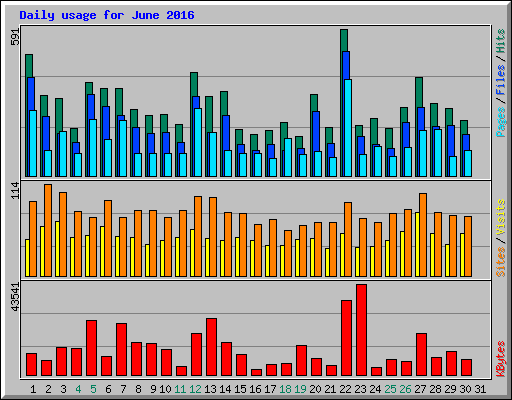 Daily usage for June 2016
591
Pages / Files / Hits
114
Sites / Visits
43541
KBytes
1 2 3 4 5 6 7 8 9 10 11 12 13 14 15 16 17 18 19 20 21 22 23 24 25 26 27 28 29 30 31